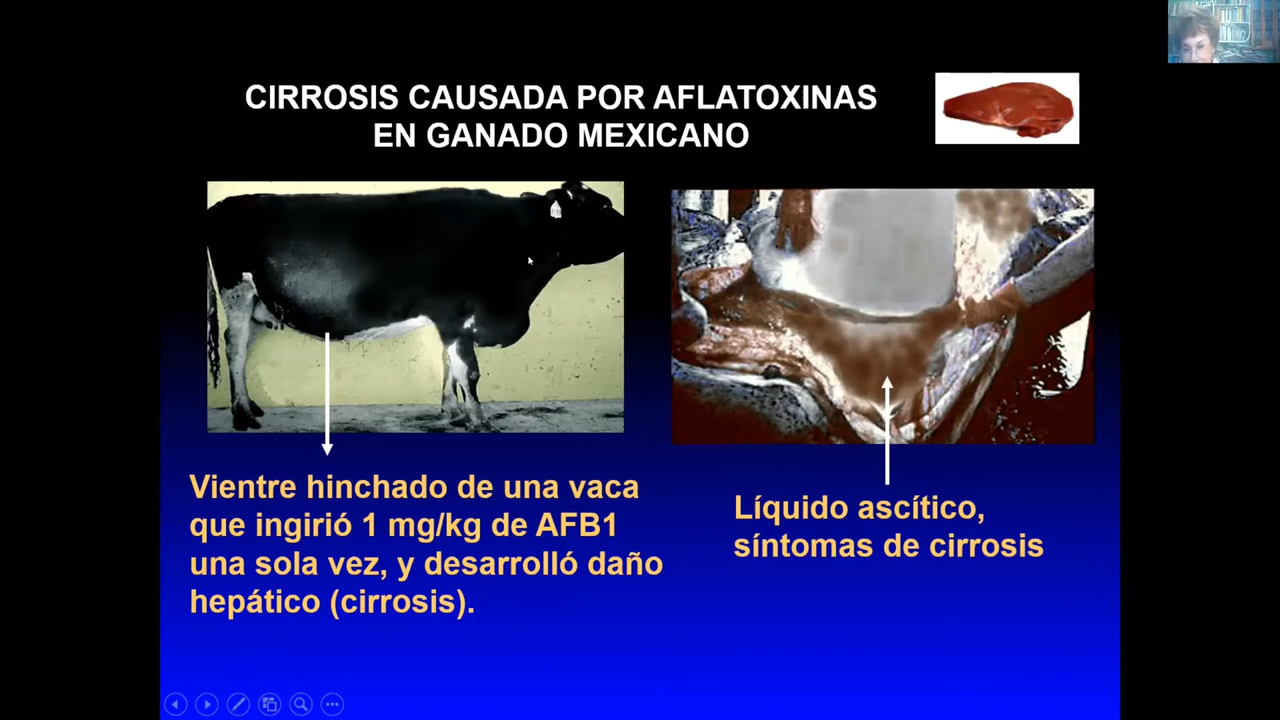 CIRROSIS CAUSADA POR AFLATOXINAS
EN GANADO MEXICANO
Vientre hinchado de una vaca
que ingirió 1 mg/kg de AFB1
una sola vez, y desarrolló daño
hepático (cirrosis).
Líquido ascítico,
síntomas de cirrosis